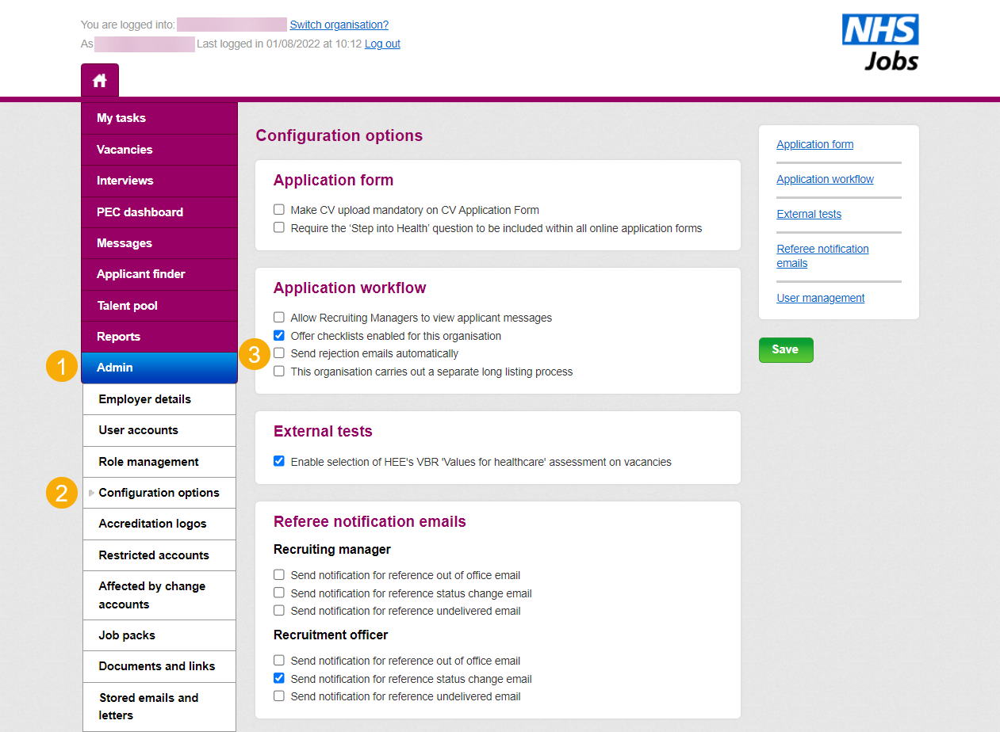 You are logged into: Switch organisation?
As Last logged in 01/08/2022 at 10:12 Log out
NHS
Jobs
My tasks
Vacancies
Interviews
PEC dashboard
Messages
Applicant finder
Talent pool
Reports
1
Admin
Employer details
User accounts
Role management
2
Configuration options
Accreditation logos
Restricted accounts
Affected by change
accounts
Job packs
Documents and links
Stored emails and
letters
Configuration options
Application form
Make CV upload mandatory on CV Application Form
Require the ‘Step into Health’ question to be included within all online application forms
Application workflow
Allow Recruiting Managers to view applicant messages
Offer checklists enabled for this organisation
3
Send rejection emails automatically
This organisation carries out a separate long listing process
External tests
Enable selection of HEE's VBR 'Values for healthcare' assessment on vacancies
Referee notification emails
Recruiting manager
Send notification for reference out of office email
Send notification for reference status change email
Send notification for reference undelivered email
Recruitment officer
Send notification for reference out of office email
Send notification for reference status change email
Send notification for reference undelivered email
Application form
Application workflow
External tests
Referee notification
emails
User management
Save